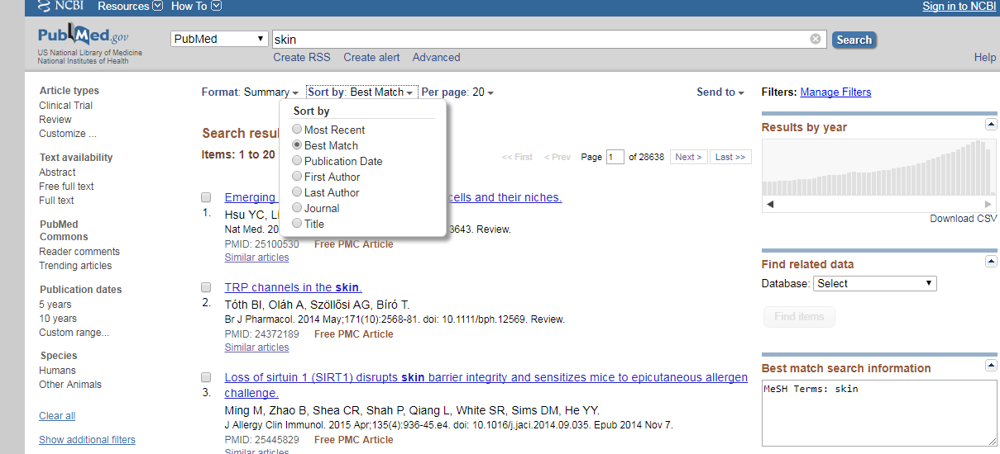 NCBI Resources How To Sign in to NCBI
PubMed.gov
US National Library of Medicine
National Institutes of Health
PubMed skin Search
Create RSS Create alert Advanced Help
Article types
Clinical Trial
Review
Customize ...
Text availability
Abstract
Free full text
Full text
PubMed
Commons
Reader comments
Trending articles
Publication dates
5 years
10 years
Custom range...
Species
Humans
Other Animals
Clear all
Show additional filters
Format: Summary Sort by: Best Match Per page: 20 Send to
Sort by
Most Recent
Best Match
Publication Date
First Author
Last Author
Journal
Title
Search resu
Items: 1 to 20
<< First < Prev Page 1 of 28638 Next > Last >>
Emerging cells and their niches.
1. Hsu YC, Li
Nat Med. 20 3643. Review.
PMID: 25100530 Free PMC Article
Similar articles
TRP channels in the skin.
2. Tóth BI, Oláh A, Szöllősi AG, Bíró T.
Br J Pharmacol. 2014 May;171(10):2568-81. doi: 10.1111/bph.12569. Review.
PMID: 24372189 Free PMC Article
Similar articles
Loss of sirtuin 1 (SIRT1) disrupts skin barrier integrity and sensitizes mice to epicutaneous allergen
3. challenge.
Ming M, Zhao B, Shea CR, Shah P, Qiang L, White SR, Sims DM, He YY.
J Allergy Clin Immunol. 2015 Apr;135(4):936-45.e4. doi: 10.1016/j.jaci.2014.09.035. Epub 2014 Nov 7.
PMID: 25445829 Free PMC Article
Similar articles
Filters: Manage Filters
Results by year
Download CSV
Find related data
Database: Select
Find items
Best match search information
MeSH Terms: skin